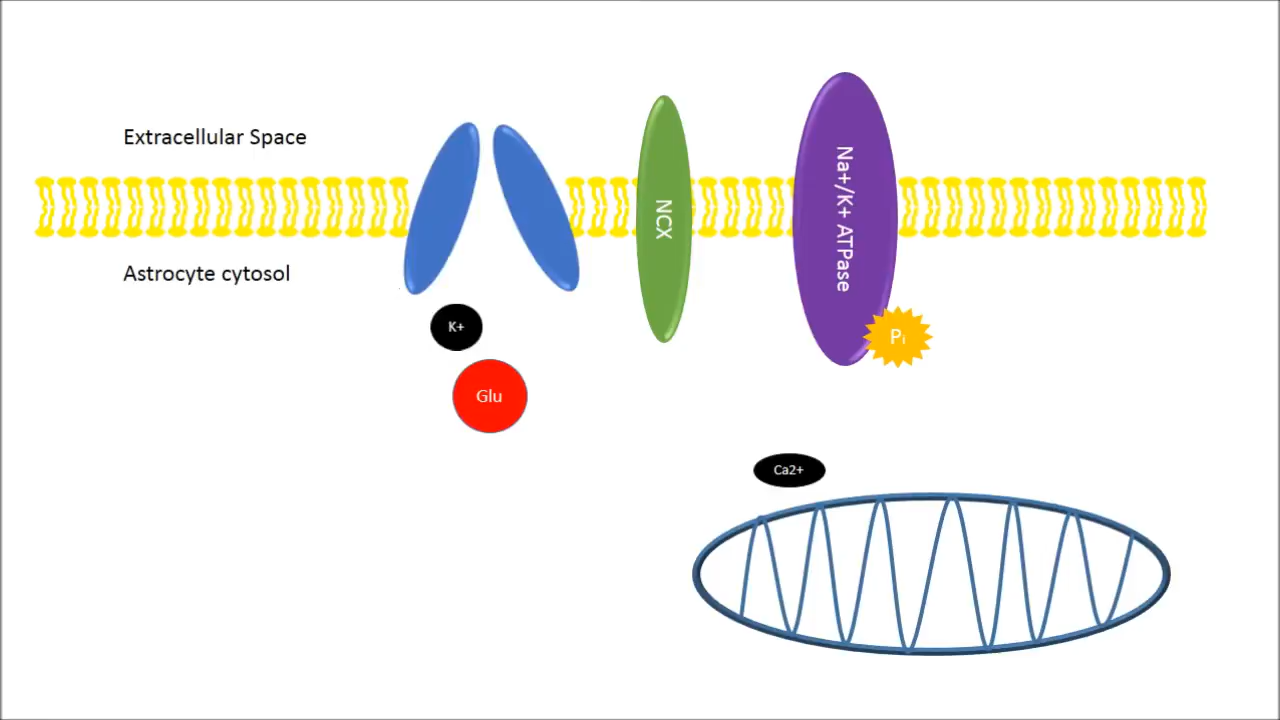 Extracellular Space
Astrocyte cytosol
NCX
Na+/K+ ATPase
K+
Pi
Glu
Ca2+